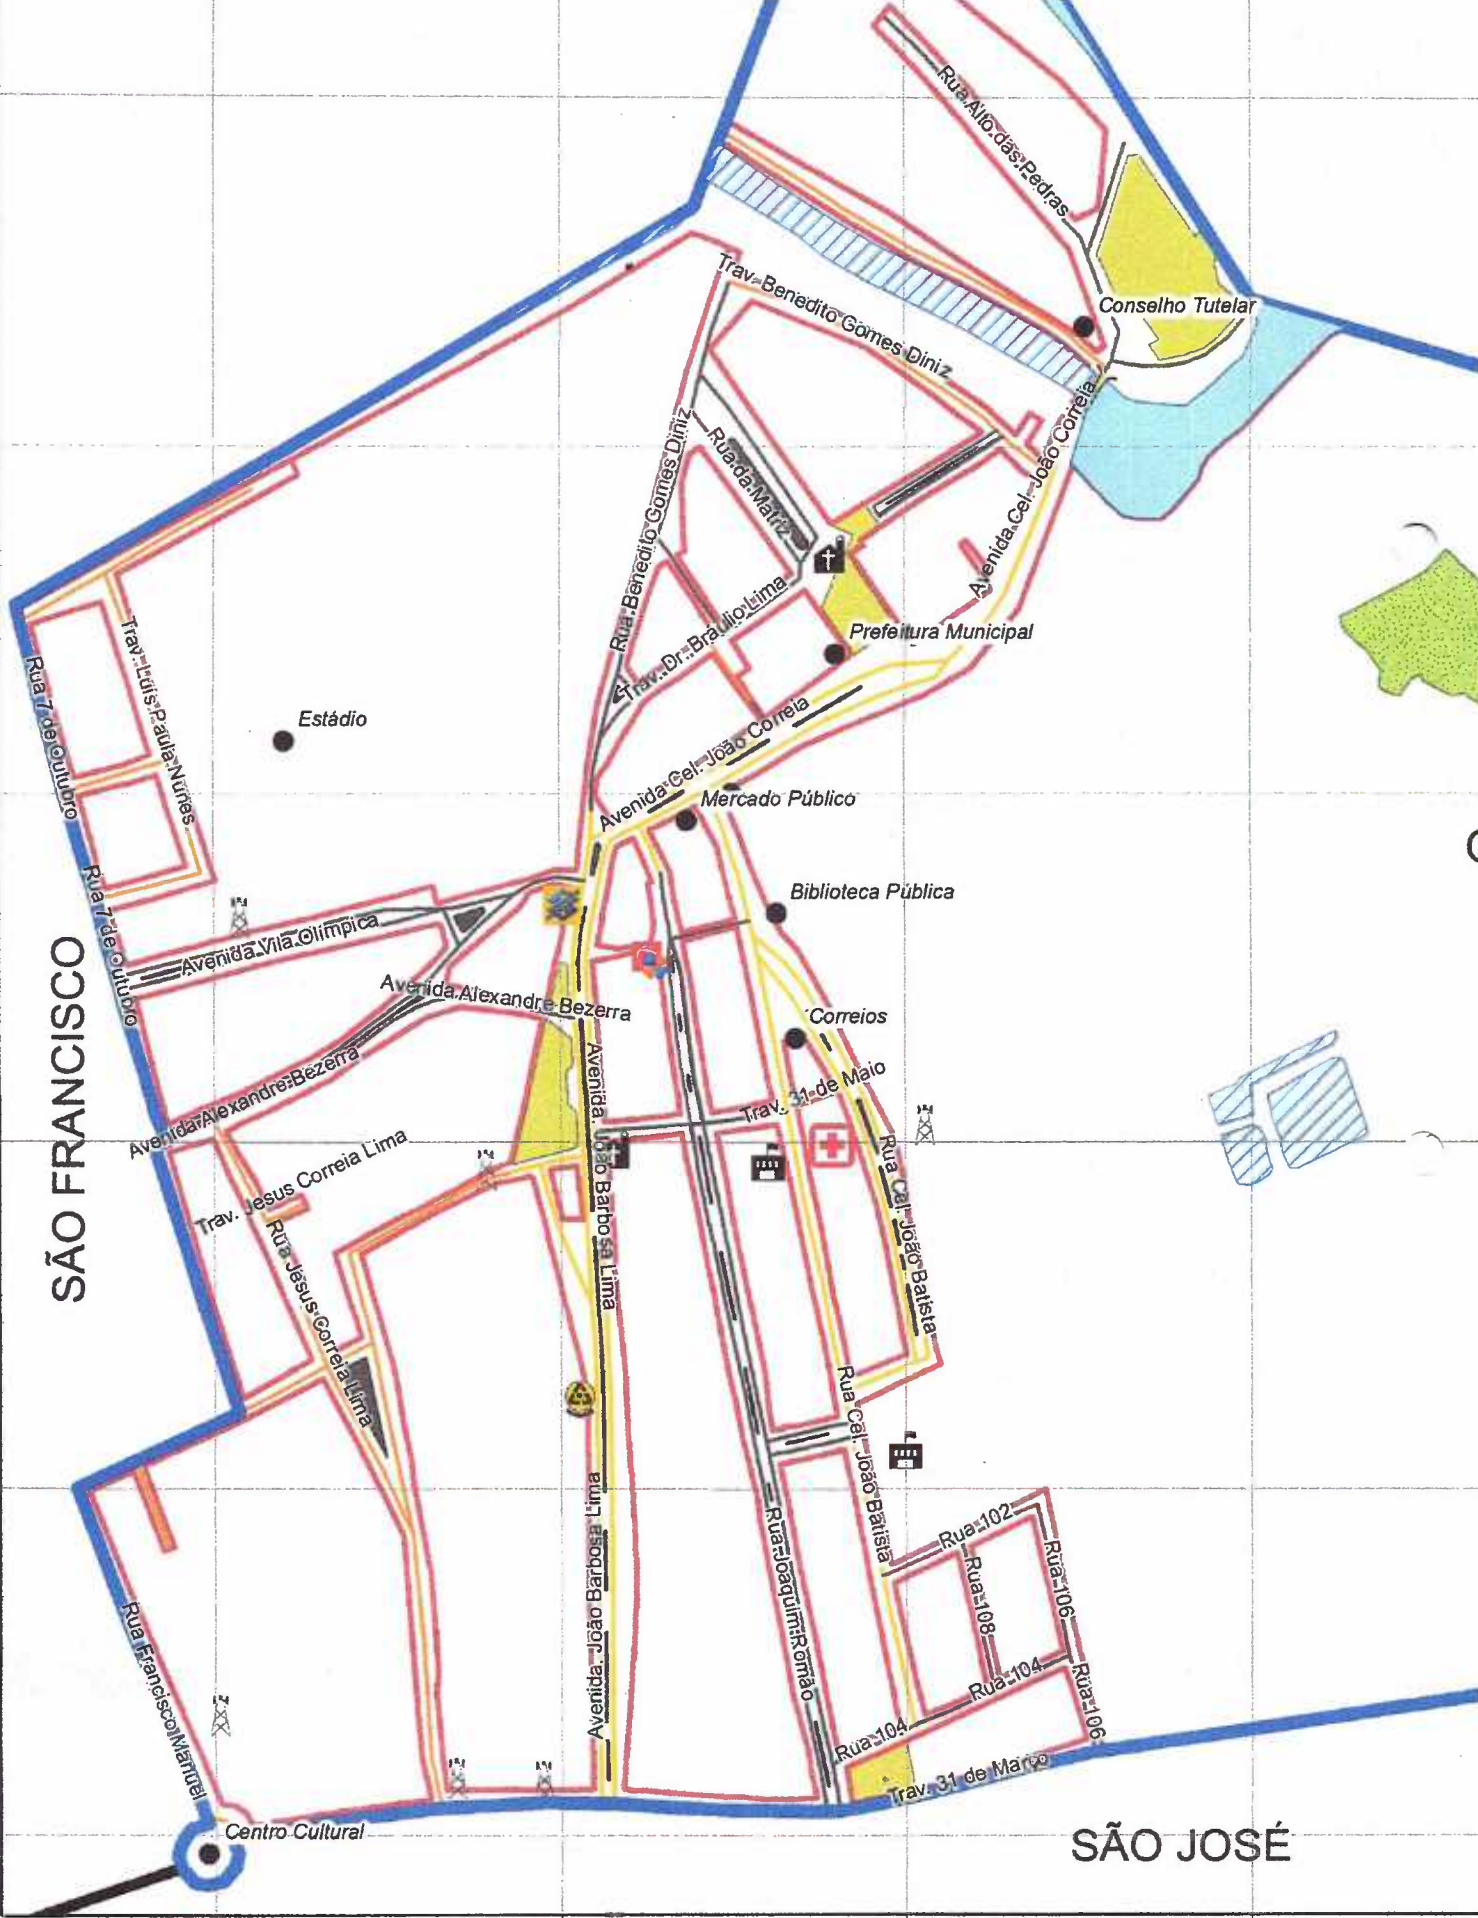 Rua Alto das Pedras
Trav. Benedito Gomes Diniz
Conselho Tutelar
Rua Benedito Gomes Diniz
Rua da Matriz
Avenida Cel. João Correia
Avenida Cel. João Correia
Trav. Dr. Bráulio Lima
Prefeitura Municipal
Trav. Luís Paula Nunes
Rua 7 de Outubro
Estádio
Mercado Público
Rua 7 de Outubro
Biblioteca Pública
Avenida Vila Olímpica
Avenida Alexandre Bezerra
Correios
SÃO FRANCISCO
Avenida Alexandre Bezerra
Trav. 31 de Maio
Avenida. João Barbosa Lima
Trav. Jesus Correia Lima
Rua Cel. João Batista
Rua Jesus Correia Lima
Rua Cel. João Batista
Avenida. João Barbosa Lima
Rua Joaquim Romão
Rua 102
Rua 106
Rua 108
Rua 104
Rua 106
Rua 104
Rua Francisco Manuel
Trav. 31 de Março
Centro Cultural
SÃO JOSÉ